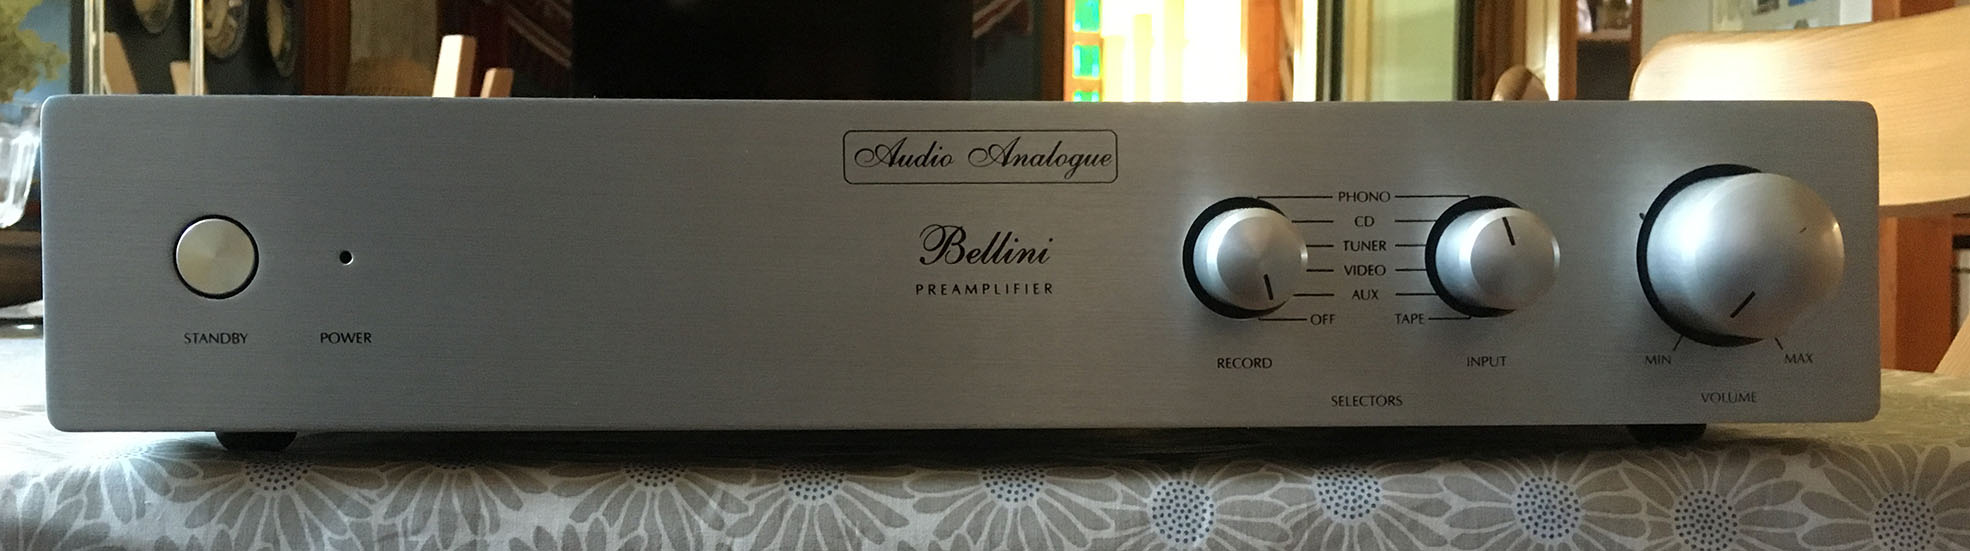 Audio Analogue
Bellini
PREAMPLIFIER
STANDBY
POWER
PHONO
CD
TUNER
VIDEO
AUX
OFF
TAPE
RECORD
INPUT
SELECTORS
MIN
MAX
VOLUME